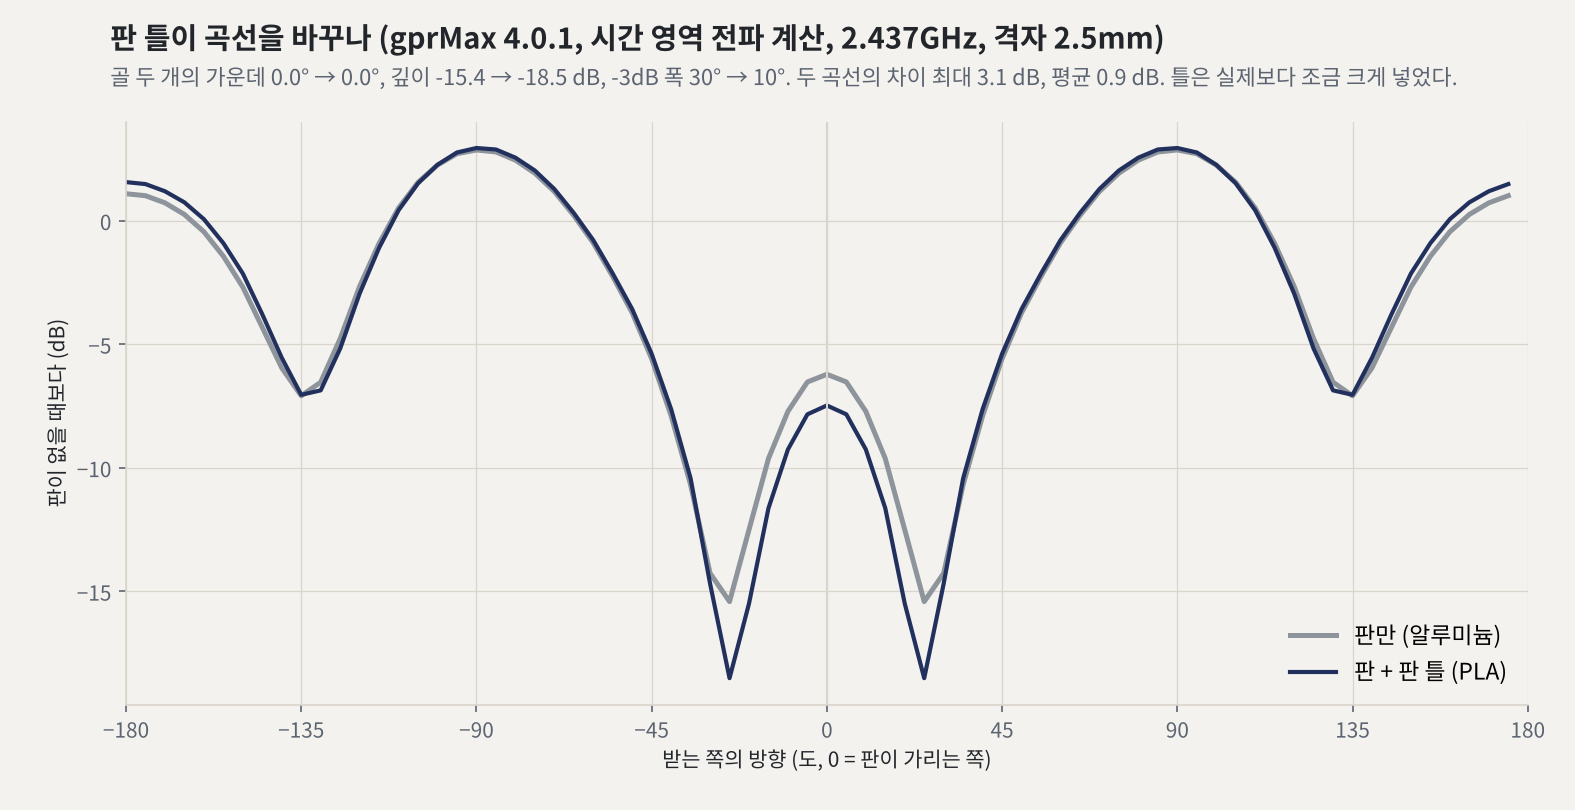 판 틀이 곡선을 바꾸나 (gprMax 4.0.1, 시간 영역 전파 계산, 2.437GHz, 격자 2.5mm)
골 두 개의 가운데 0.0° → 0.0°, 깊이 -15.4 → -18.5 dB, -3dB 폭 30° → 10°. 두 곡선의 차이 최대 3.1 dB, 평균 0.9 dB. 틀은 실제보다 조금 크게 넣었다.
판이 없을 때보다 (dB)
0
−5
−10
−15
판만 (알루미늄)
판 + 판 틀 (PLA)
−180 −135 −90 −45 0 45 90 135 180
받는 쪽의 방향 (도, 0 = 판이 가리는 쪽)